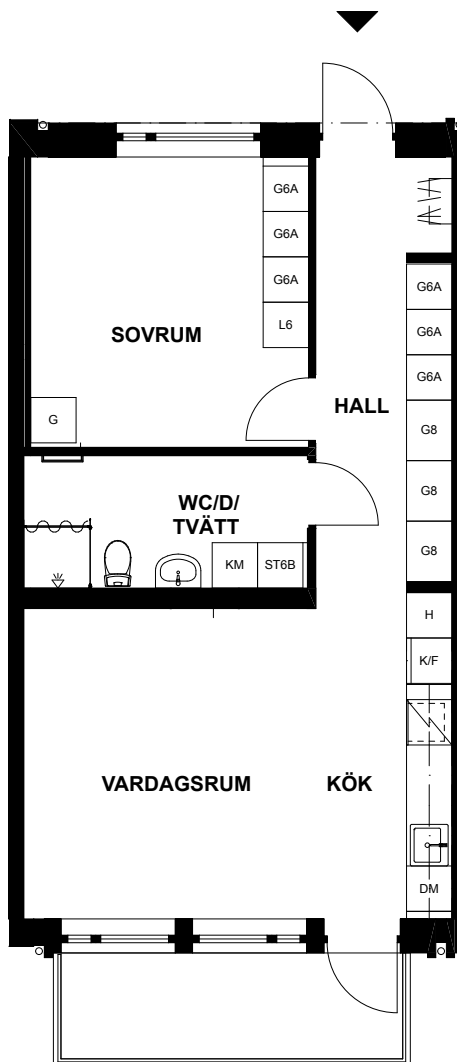 G6A
G6A
G6A
L6
SOVRUM
G
HALL
G6A
G6A
G6A
G8
G8
G8
WC/D/
TVÄTT
KM
ST6B
H
K/F
VARDAGSRUM
KÖK
DM